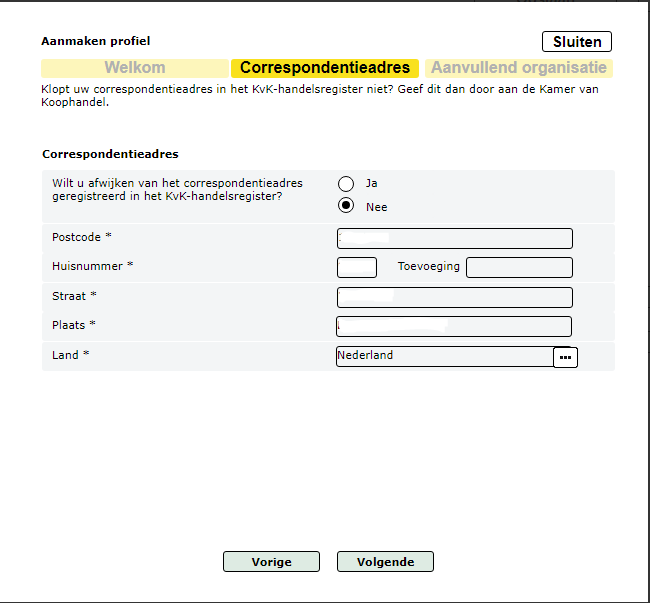 Aanmaken profiel
Sluiten
Welkom
Correspondentieadres
Aanvullend organisatie
Klopt uw correspondentieadres in het KvK-handelsregister niet? Geef dit dan door aan de Kamer van
Koophandel.
Correspondentieadres
Wilt u afwijken van het correspondentieadres
geregistreerd in het KvK-handelsregister?
Ja
Nee
Postcode *
Huisnummer *
Toevoeging
Straat *
Plaats *
Land *
Nederland
...
Vorige
Volgende